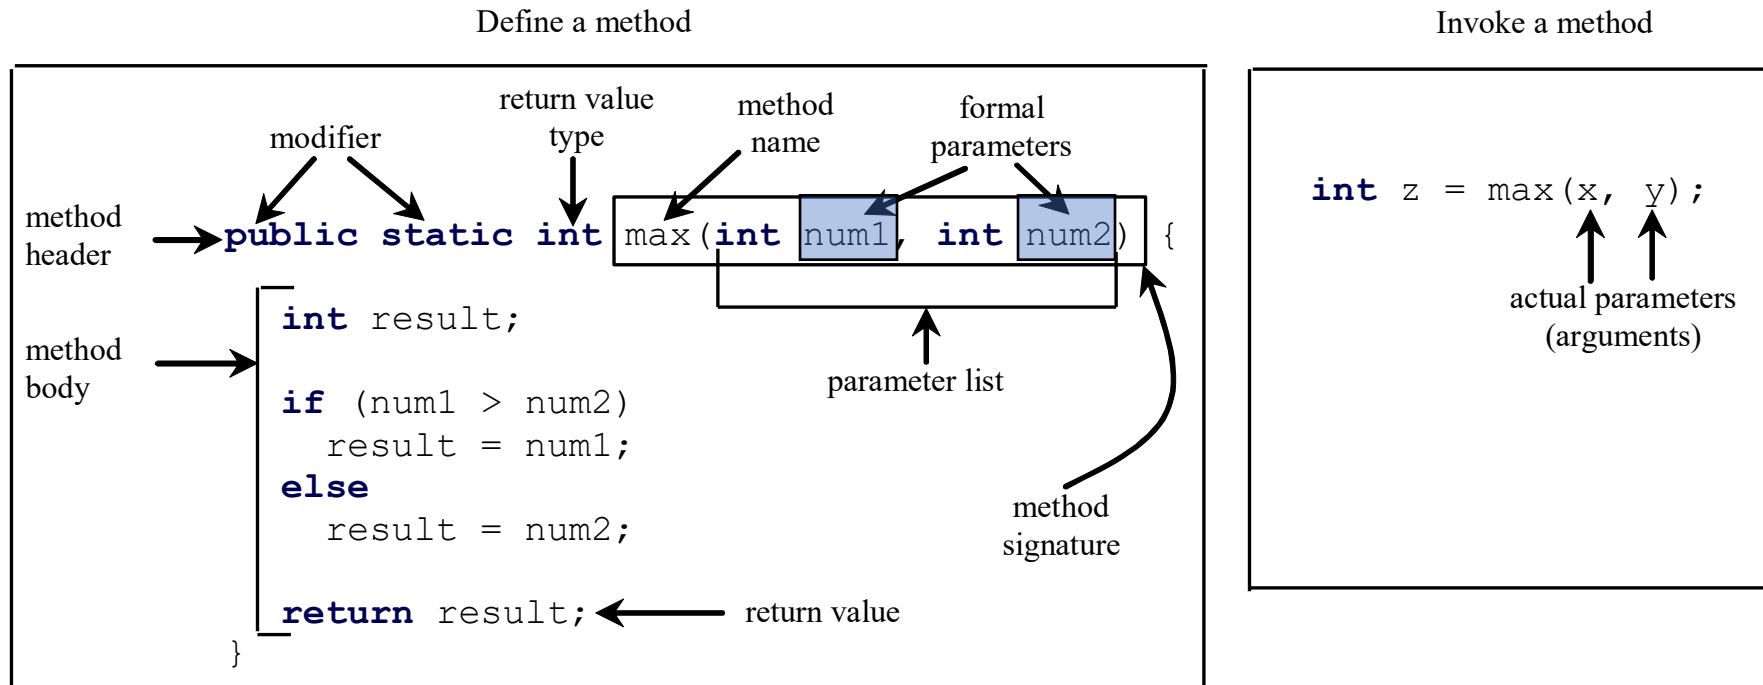 Define a method
Invoke a method
return value
type
method
name
formal
parameters
modifier
method
header
public static int max(int num1, int num2) {
int z = max(x, y);
actual parameters
(arguments)
method
body
int result;
parameter list
if (num1 > num2)
result = num1;
else
result = num2;
method
signature
return result;
return value
}